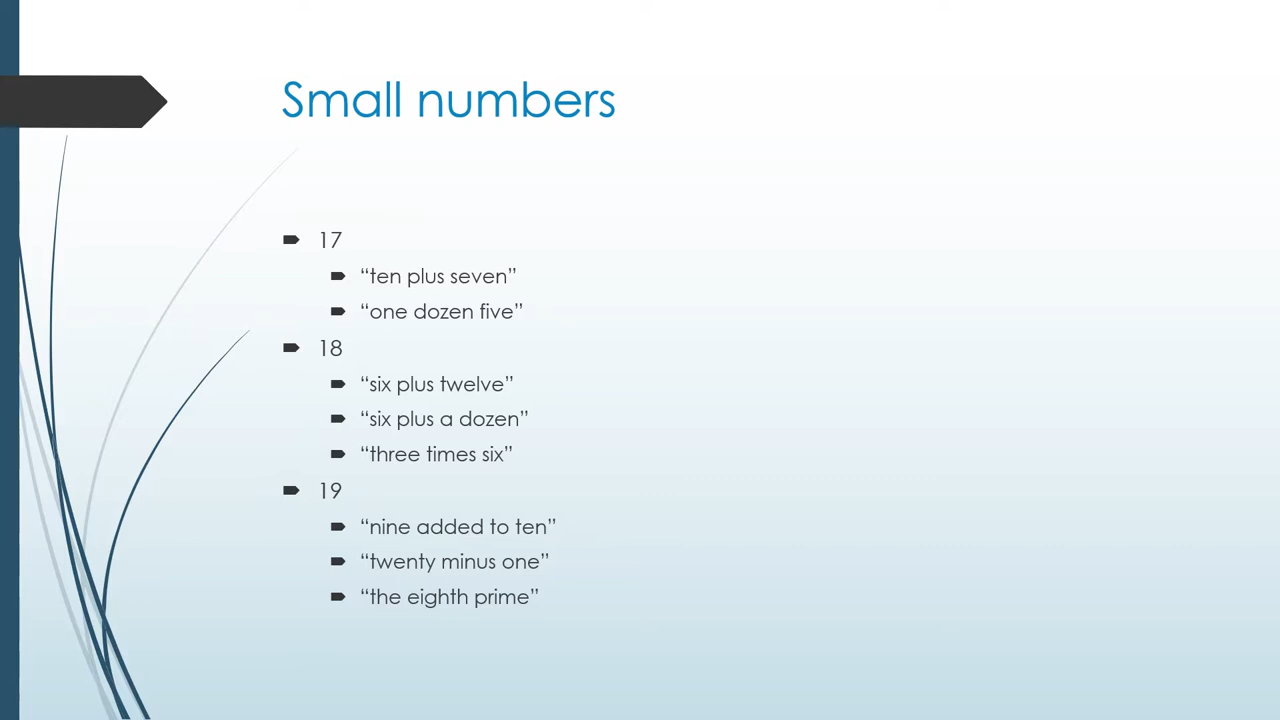 Small numbers
17
“ten plus seven”
“one dozen five”
18
“six plus twelve”
“six plus a dozen”
“three times six”
19
“nine added to ten”
“twenty minus one”
“the eighth prime”